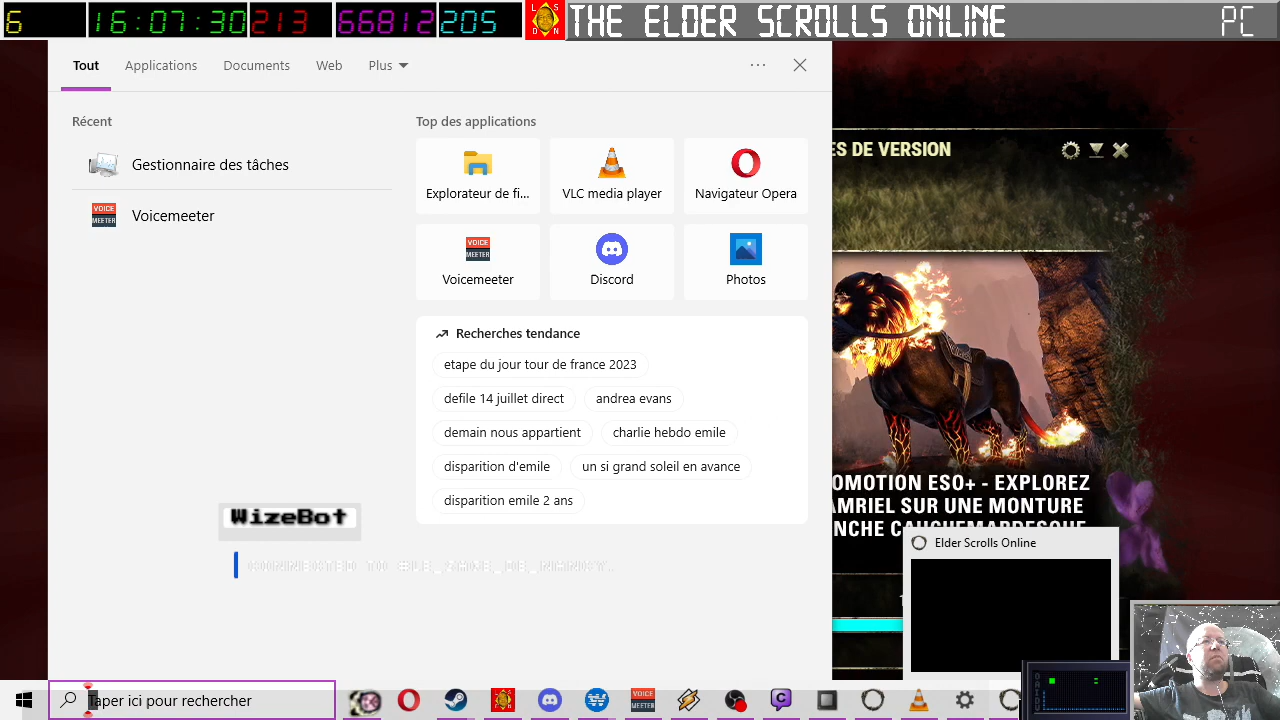 6 16:07:30 213 66812 205 THE ELDER SCROLLS ONLINE PC
Tout Applications Documents Web Plus
Récent
Gestionnaire des tâches
Voicemeeter
Top des applications
Explorateur de fi...
VLC media player
Navigateur Opera
VOICE MEETER
Voicemeeter
Discord
Photos
Recherches tendance
etape du jour tour de france 2023
defile 14 juillet direct
andrea evans
demain nous appartient
charlie hebdo emile
disparition d'emile
un si grand soleil en avance
disparition emile 2 ans
WizeBot
ES DE VERSION
OMOTION ESO+ - EXPLOREZ
AMRIEL SUR UNE MONTURE
NCHE CAUCHEMARDESQUE
Elder Scrolls Online
Taper ici pour rechercher